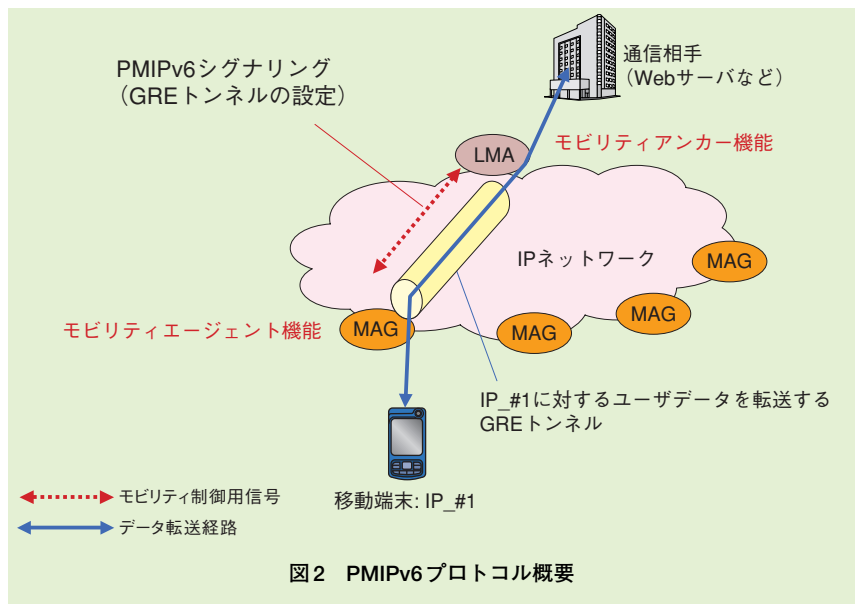 PMIPv6シグナリング
（GREトンネルの設定）
通信相手
（Webサーバなど）
LMA
モビリティアンカー機能
IPネットワーク
MAG
MAG
MAG
MAG
モビリティエージェント機能
IP_#1に対するユーザデータを転送する
GREトンネル
移動端末: IP_#1
モビリティ制御用信号
データ転送経路
図2 PMIPv6プロトコル概要